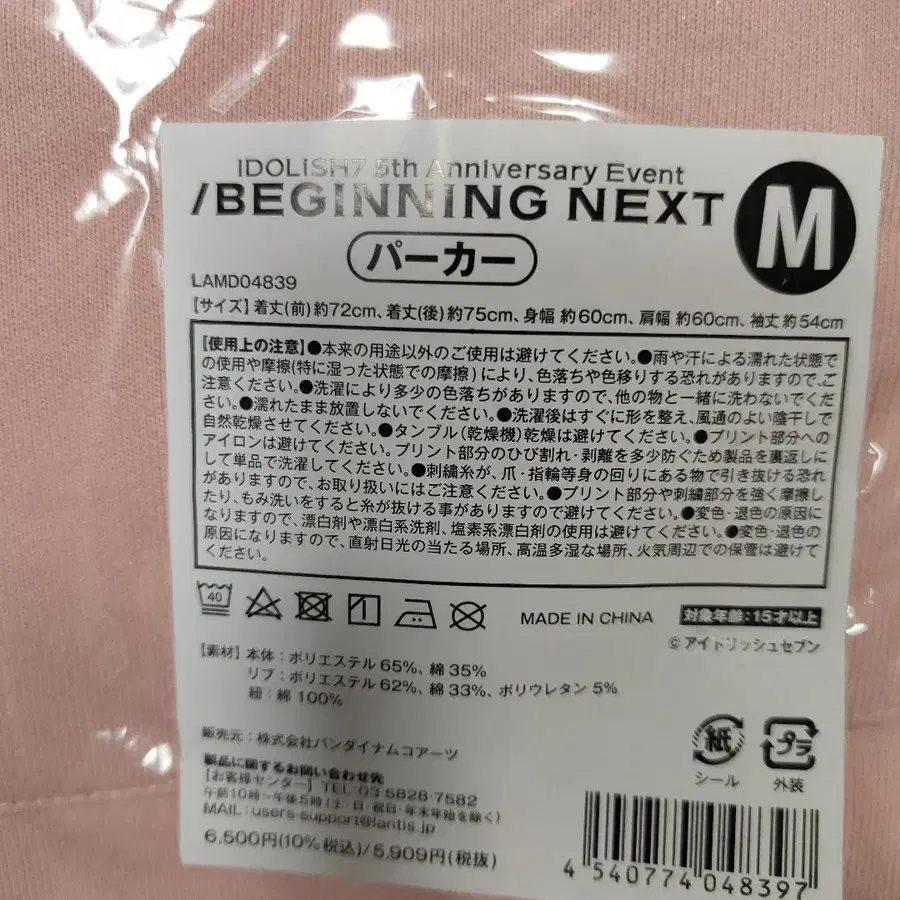 IDOLiSH7 5th Anniversary Event
/BEGINNING NEXT
M
パーカー
LAMD04839
【サイズ】着丈(前)約72cm、着丈(後)約75cm、身幅 約60cm、肩幅 約60cm、袖丈 約54cm
【使用上の注意】●本来の用途以外のご使用は避けてください。●雨や汗による濡れた状態で
の使用や摩擦(特に湿った状態での摩擦)により、色落ちや色移りする恐れがありますので、ご
注意ください。●洗濯により多少の色落ちがありますので、他の物と一緒に洗わないでくだ
さい。●濡れたまま放置しないでください。●洗濯後はすぐに形を整え、風通のよい陰干しで
自然乾燥させてください。●タンブル(乾燥機)乾燥は避けてください。●プリント部分への
アイロンは避けてください。プリント部分のひび割れ・剥離を多少防ぐため製品を裏返しに
して単品で洗濯してください。●刺繍糸が、爪・指輪等身の回りにある物で引き抜ける恐れ
がありますので、お取り扱いにはご注意ください。●プリント部分や刺繍部分を強く摩擦し
たり、もみ洗いをすると糸が抜ける事がありますので避けてください。●変色・退色の原因に
なりますので、漂白剤や漂白系洗剤、塩素系漂白剤の使用は避けてください。●変色・退色の
原因になりますので、直射日光の当たる場所、高温多湿な場所、火気周辺での保管は避けて
ください。
40
MADE IN CHINA
対象年齢:15才以上
©アイドリッシュセブン
【素材】本体:ポリエステル65%、綿35%
リブ:ポリエステル62%、綿33%、ポリウレタン5%
紐:綿100%
販売元:株式会社バンダイナムコアーツ
製品に関するお問い合わせ先
【お客様センター】TEL:03-5828-7582
午前10時~午後5時(土・日・祝日・年末年始を除く)
MAIL:users-support@lantis.jp
6,500円(10%税込)/5,909円(税抜)
紙
シール
プラ
外装
4 540774 048397